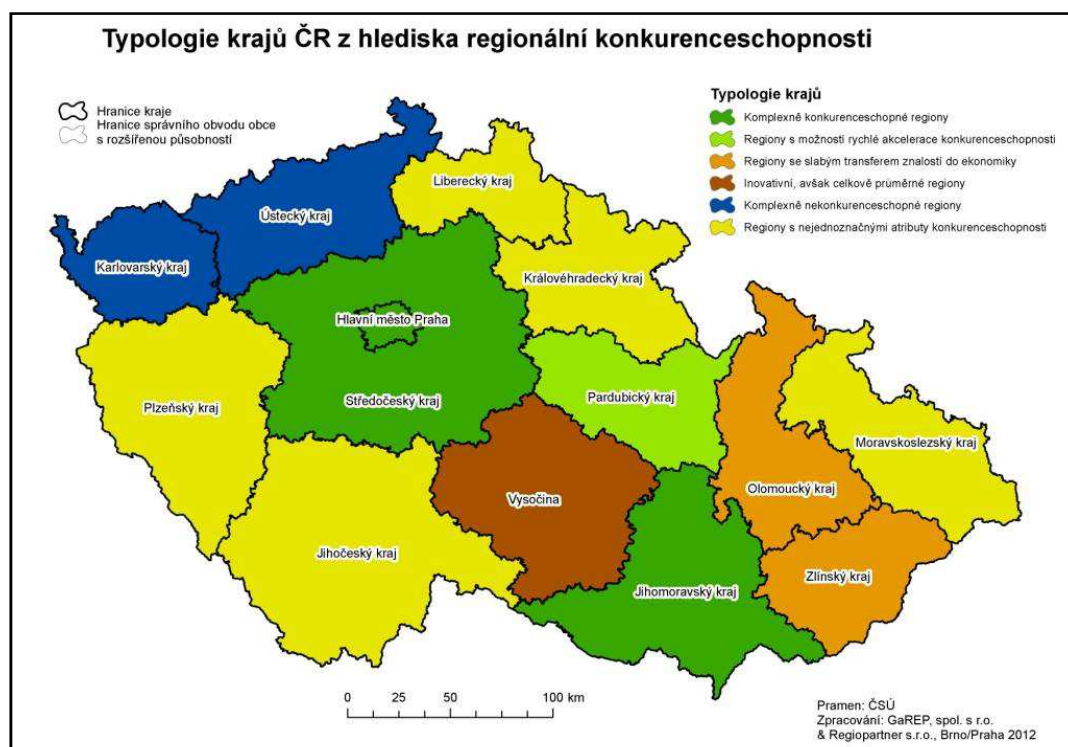 Typologie krajů ČR z hlediska regionální konkurenceschopnosti
Hranice kraje
Hranice správního obvodu obce
s rozšířenou působností
Typologie krajů
Komplexně konkurenceschopné regiony
Regiony s možností rychlé akcelerace konkurenceschopnosti
Regiony se slabým transferem znalostí do ekonomiky
Inovativní, avšak celkově průměrné regiony
Komplexně nekonkurenceschopné regiony
Regiony s nejednoznačnými atributy konkurenceschopnosti
Liberecký kraj
Ústecký kraj
Karlovarský kraj
Královéhradecký kraj
Hlavní město Praha
Středočeský kraj
Pardubický kraj
Plzeňský kraj
Moravskoslezský kraj
Olomoucký kraj
Vysočina
Jihočeský kraj
Zlínský kraj
Jihomoravský kraj
0 25 50 100 km
Pramen: ČSÚ
Zpracování: GaREP, spol. s r.o.
& Regiopartner s.r.o., Brno/Praha 2012